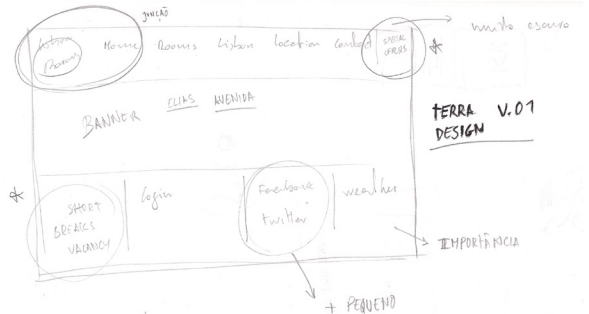 JUNÇÃO
Lisbon Home Rooms Lisbon Location Contact SPECIAL OFFERS
muito escuro
Photos
BANNER ELIAS AVENIDA
TERRA V.01
DESIGN
SHORT
BREAKS
VACANCY
login
Facebook
twitter
weather
IMPORTÂNCIA
+ PEQUENO